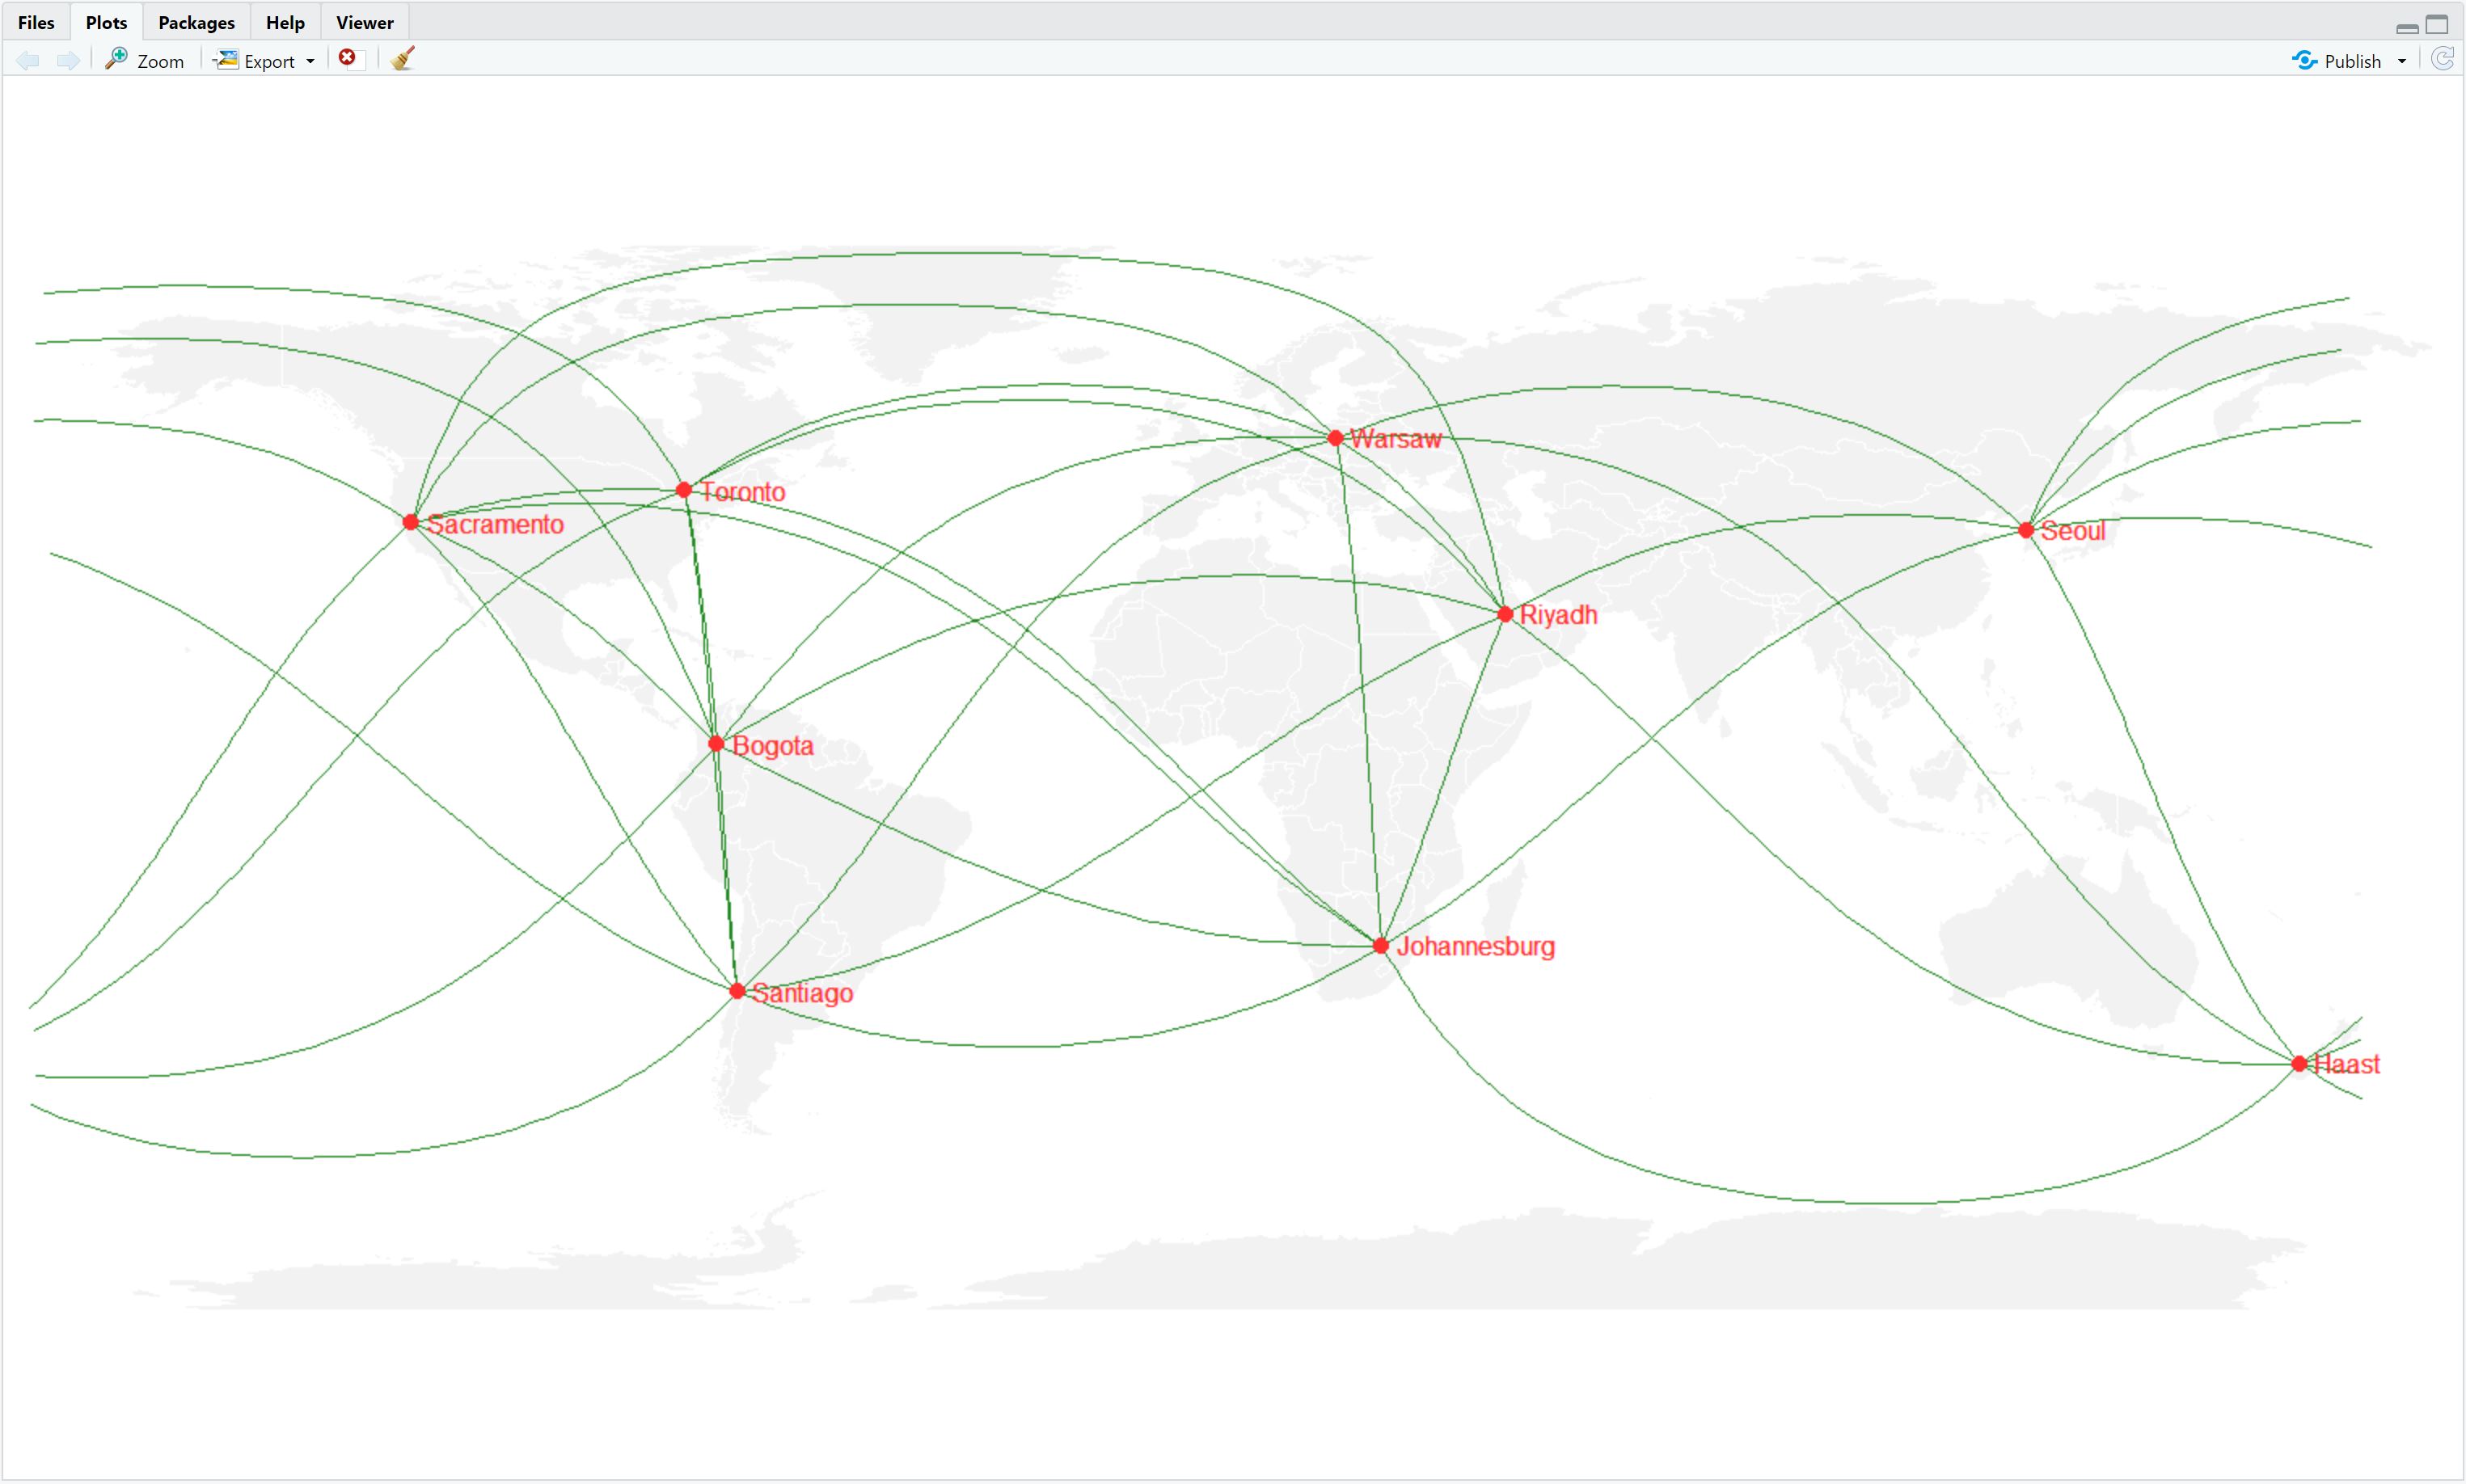 Files Plots Packages Help Viewer
Zoom Export Publish
Warsaw
Toronto
Sacramento
Seoul
Riyadh
Bogota
Johannesburg
Santiago
Haast